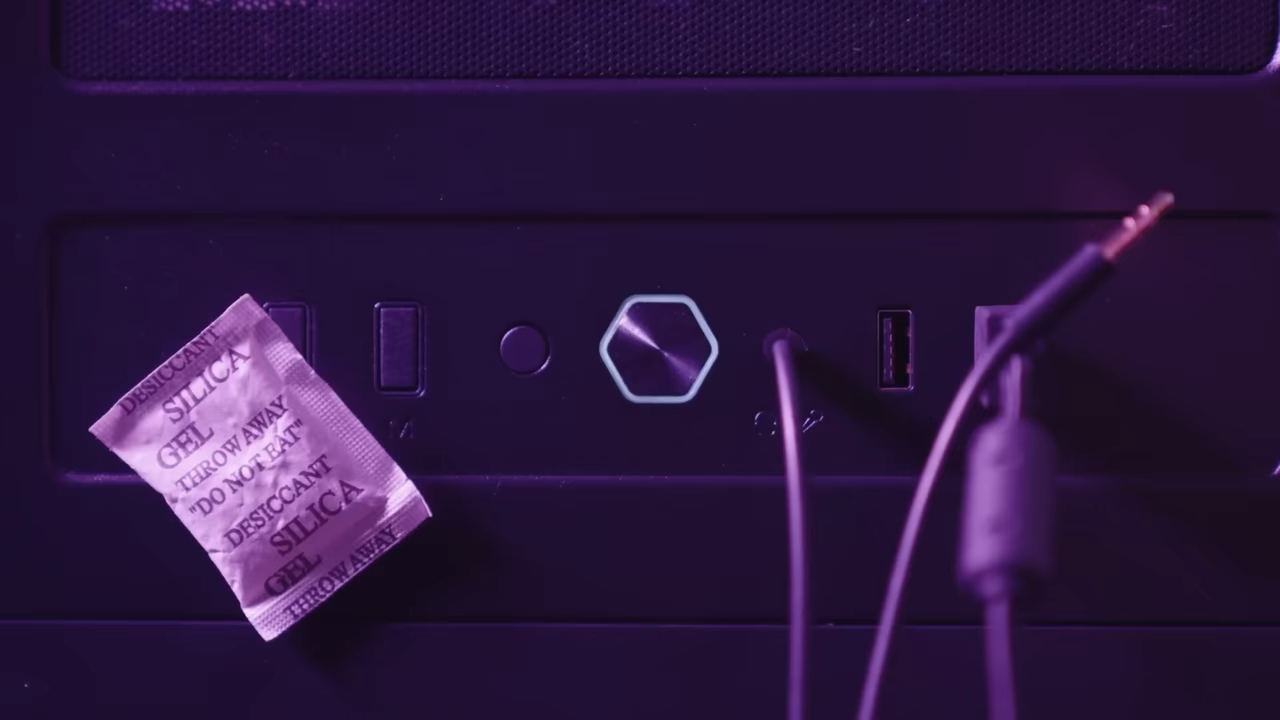 DESICCANT
SILICA
GEL
THROW AWAY
"DO NOT EAT"
DESICCANT
SILICA
GEL
THROW AWAY
M